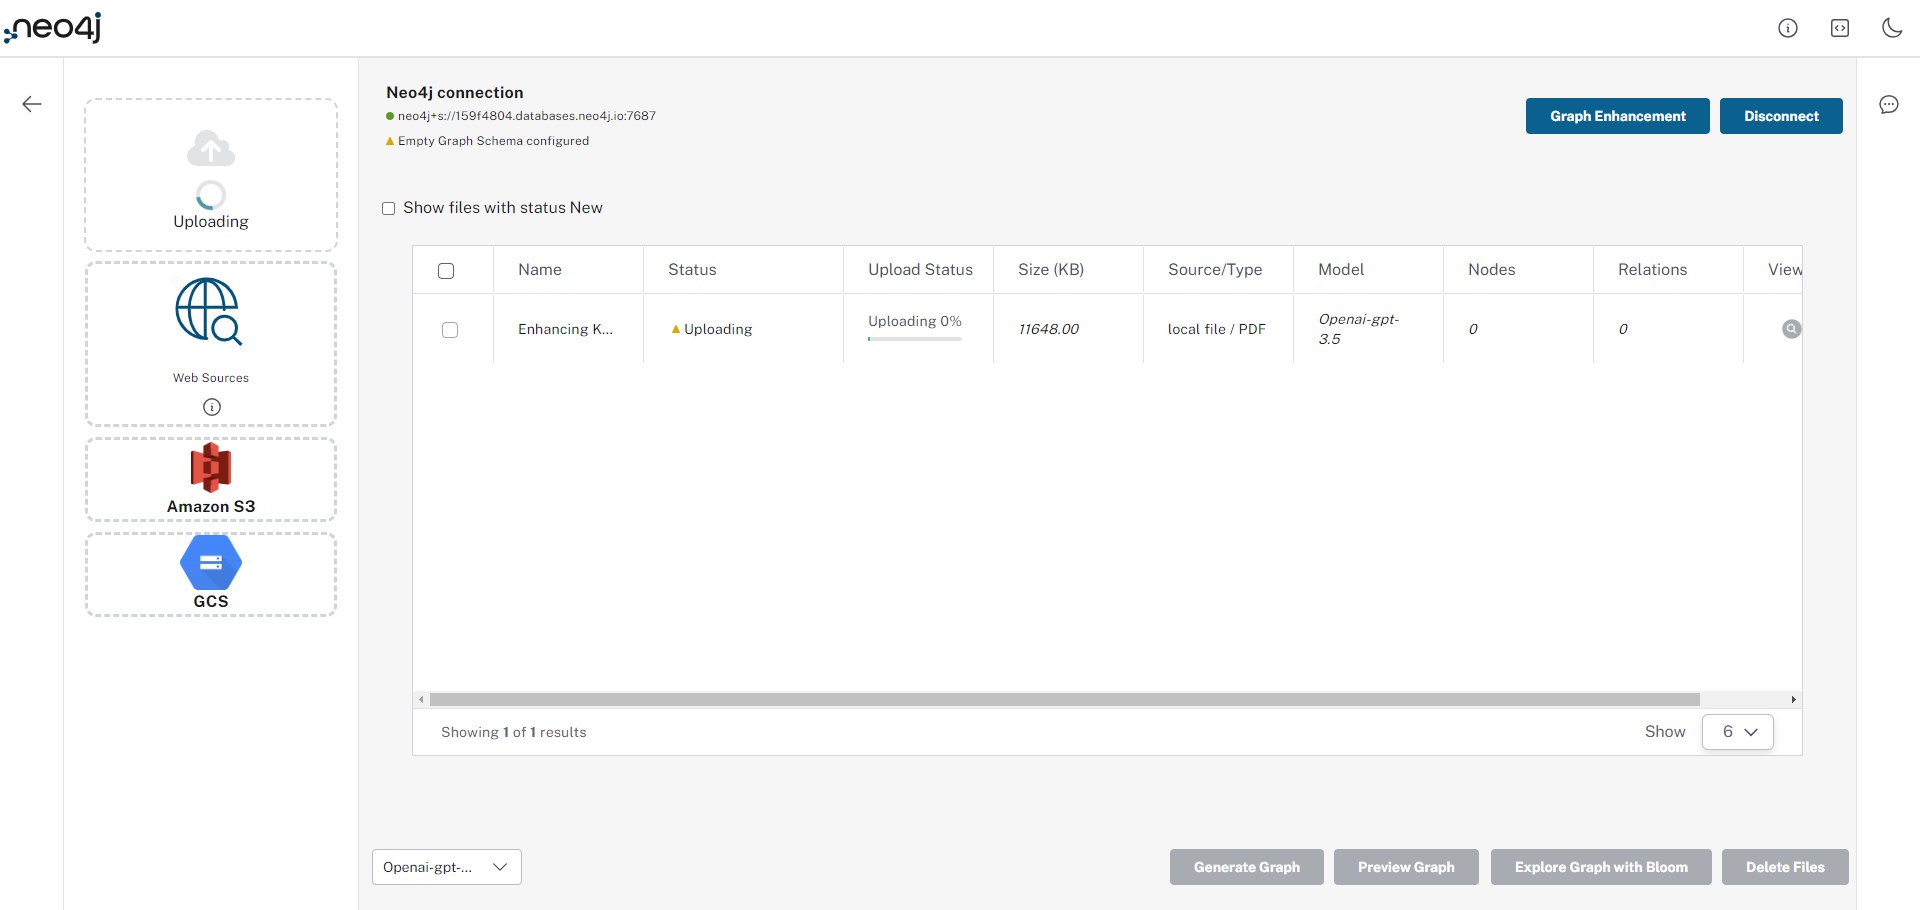 neo4j
Neo4j connection
neo4j+s://159f4804.databases.neo4j.io:7687
Empty Graph Schema configured
Graph Enhancement
Disconnect
Uploading
Web Sources
Amazon S3
GCS
Show files with status New
Name Status Upload Status Size (KB) Source/Type Model Nodes Relations View
Enhancing K... Uploading Uploading 0% 11648.00 local file / PDF Openai-gpt-
3.5 0 0
Showing 1 of 1 results
Show 6
Openai-gpt-...
Generate Graph
Preview Graph
Explore Graph with Bloom
Delete Files